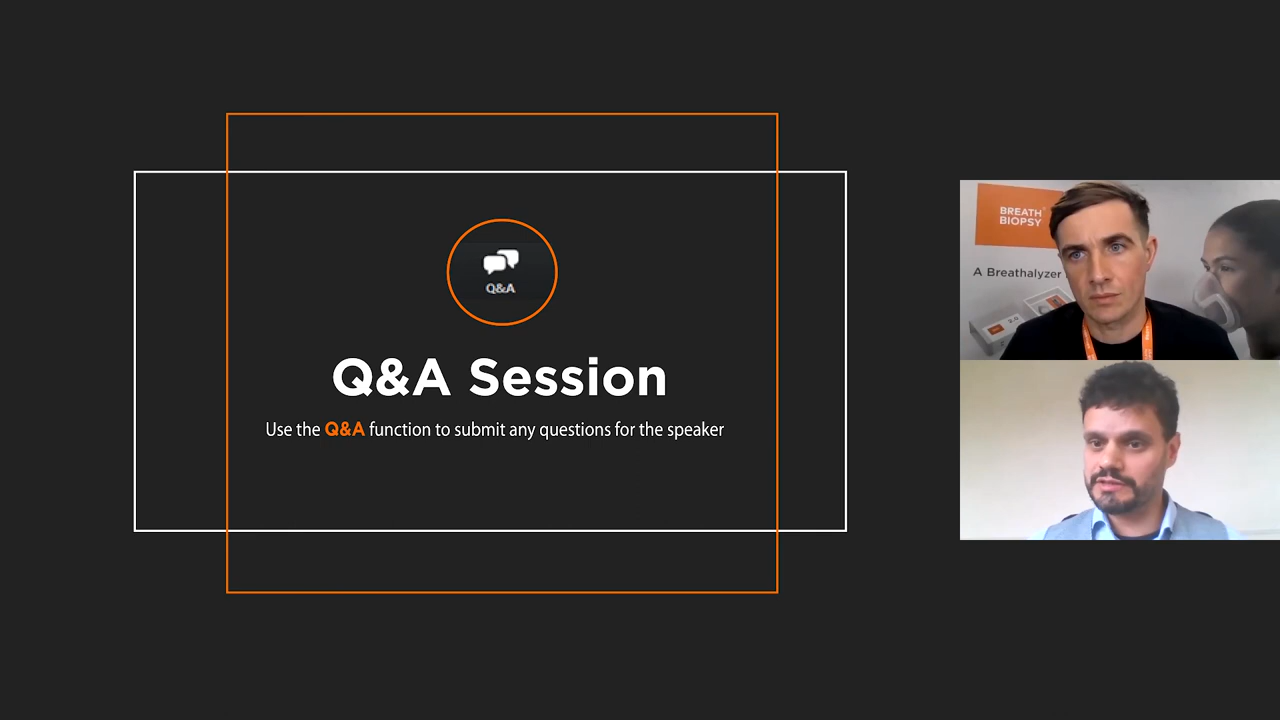 Q&A
Q&A Session
Use the Q&A function to submit any questions for the speaker
BREATH
BIOPSY
A Breathalyzer